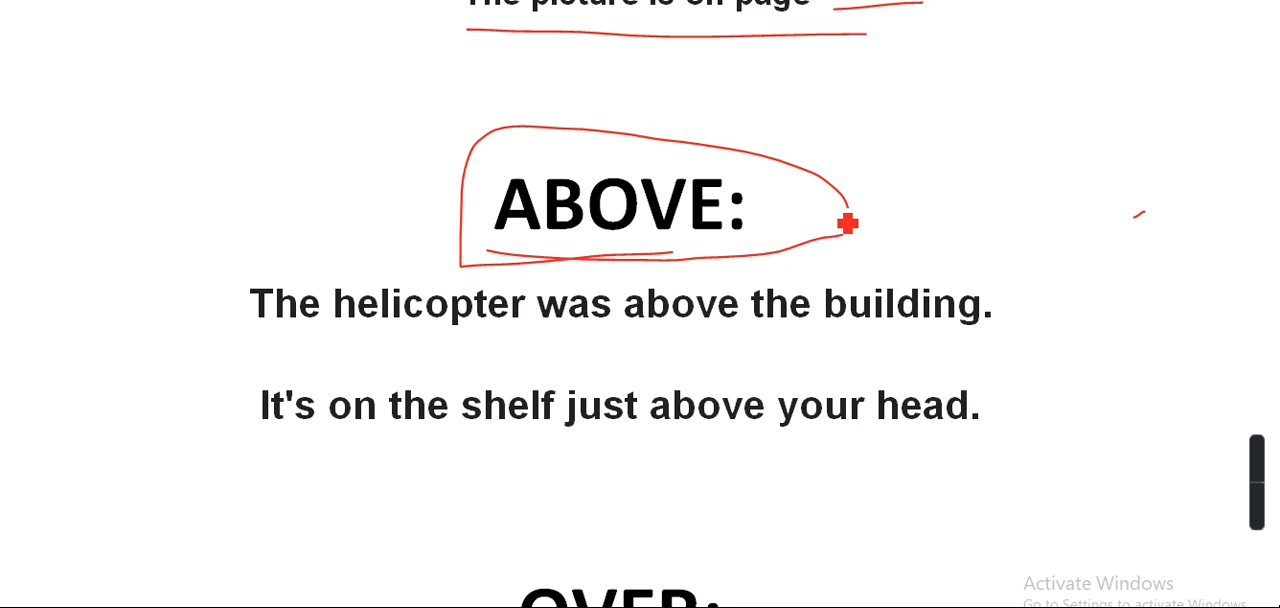 The picture is on page
ABOVE:
The helicopter was above the building.
It's on the shelf just above your head.
OVER:
Activate Windows
Go to Settings to activate Windows.